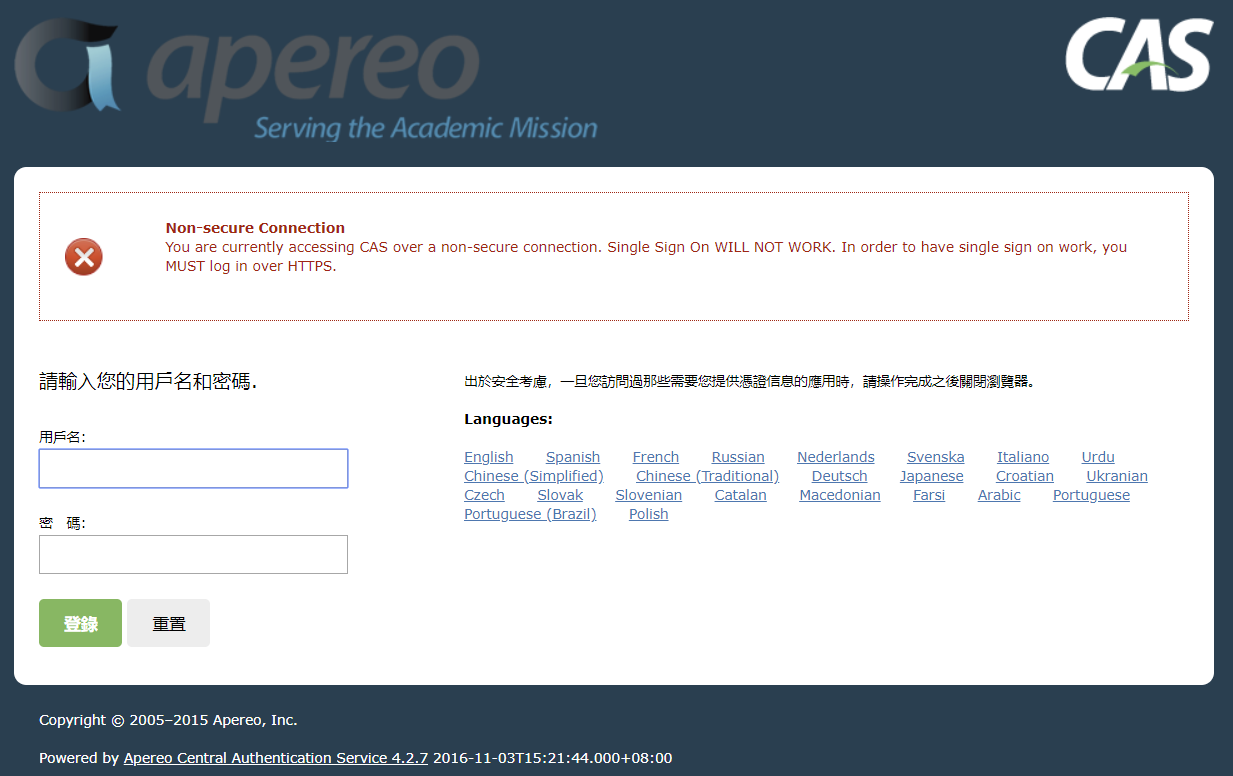 apereo
Serving the Academic Mission
CAS
Non-secure Connection
You are currently accessing CAS over a non-secure connection. Single Sign On WILL NOT WORK. In order to have single sign on work, you
MUST log in over HTTPS.
請輸入您的用戶名和密碼.
用戶名:
密 碼:
登錄 重置
出於安全考慮，一旦您訪問過那些需要您提供憑證信息的應用時，請操作完成之後關閉瀏覽器。
Languages:
English Spanish French Russian Nederlands Svenska Italiano Urdu
Chinese (Simplified) Chinese (Traditional) Deutsch Japanese Croatian Ukranian
Czech Slovak Slovenian Catalan Macedonian Farsi Arabic Portuguese
Portuguese (Brazil) Polish
Copyright © 2005–2015 Apereo, Inc.
Powered by Apereo Central Authentication Service 4.2.7 2016-11-03T15:21:44.000+08:00